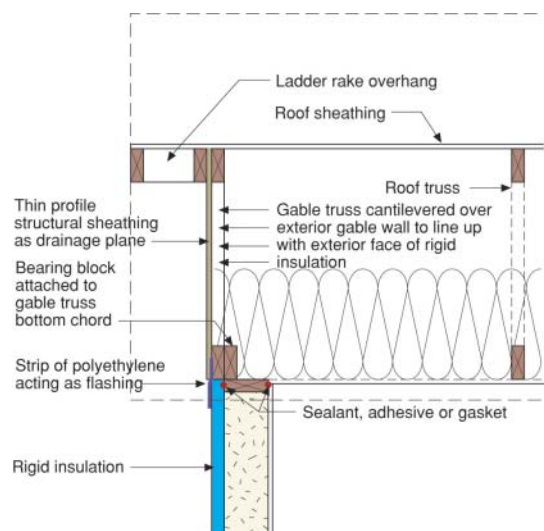 Ladder rake overhang
Roof sheathing
Roof truss
Thin profile
structural sheathing
as drainage plane
Gable truss cantilevered over
exterior gable wall to line up
with exterior face of rigid
insulation
Bearing block
attached to
gable truss
bottom chord
Strip of polyethylene
acting as flashing
Sealant, adhesive or gasket
Rigid insulation